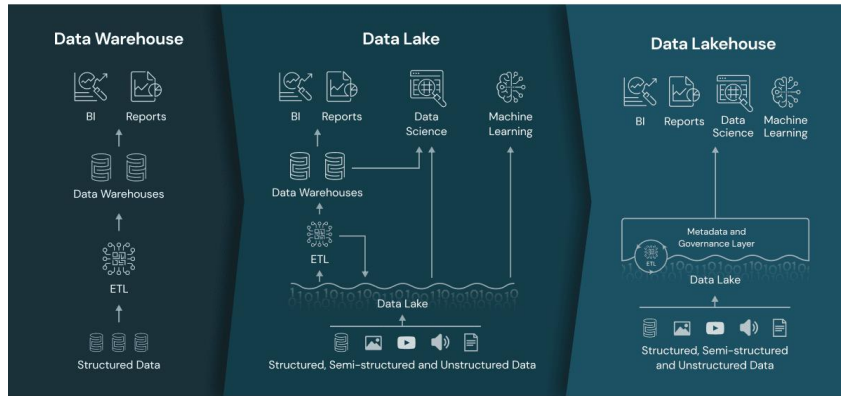 Data Warehouse
BI
Reports
Data Warehouses
ETL
Structured Data
Data Lake
BI
Reports
Data
Science
Machine
Learning
Data Warehouses
ETL
Data Lake
Structured, Semi-structured and Unstructured Data
Data Lakehouse
BI
Reports
Data
Science
Machine
Learning
Metadata and
Governance Layer
ETL
Data Lake
Structured, Semi-structured
and Unstructured Data